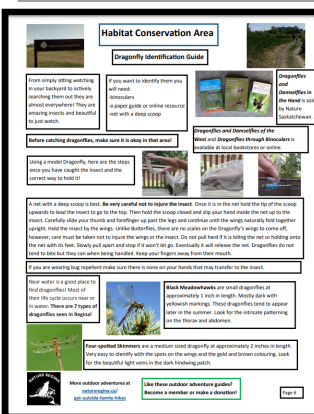 Habitat Conservation Area
Dragonfly Identification Guide
From simply sitting watching
in your backyard to actively
searching them out they are
almost everywhere! They are
amazing insects and beautiful
to just watch.
If you want to identify them you
will need:
-binoculars
-a paper guide or online resource
-net with a deep scoop
Dragonflies
and
Damselflies in
the Hand is sold
by Nature
Saskatchewan.
Before catching dragonflies, make sure it is okay in that area!
Dragonflies and Damselflies of the
West and Dragonflies through Binoculars is
available at local bookstores or online.
Using a model Dragonfly, here are the steps
once you have caught the insect and the
correct way to hold it!
A net with a deep scoop is best. Be very careful not to injure the insect. Once it is in the net hold the tip of the scoop
upwards to lead the insect to go to the top. Then hold the scoop closed and slip your hand inside the net up to the insect.
Carefully slide your thumb and forefinger up past the legs and continue until the wings naturally fold together
upright. Hold the insect by the wings. Unlike Butterflies, there are no scales on the Dragonfly's wings to come off,
however, care must be taken not to injure the wings or the insect. Do not pull hard if it is biting the net or holding onto
the net with its feet. Slowly pull apart and stop if it won't let go. Eventually it will release the net. Dragonflies do not
tend to bite but they can when being handled. Keep your fingers away from their mouth.
If you are wearing bug repellent make sure there is none on your hands that may transfer to the insect.
Near water is a good place to
find dragonflies! Most of
their life cycle occurs near or
in water. There are 7 types of
dragonflies seen in Regina!
Black Meadowhawks are small dragonflies at
approximately 1 inch in length. Mostly dark with
yellowish markings. These dragonflies tend to appear
later in the summer. Look for the intricate patterning
on the thorax and abdomen.
Four-spotted Skimmers are a medium sized dragonfly at approximately 2 inches in length.
Very easy to identify with the spots on the wings and the gold and brown colouring. Look
for the beautiful light veins in the dark hindwing patch.
NATURE REGINA
More outdoor adventures at
natureregina.ca/
get-outside-family-hikes
Like these outdoor adventure guides?
Become a member or make a donation!
Page 6